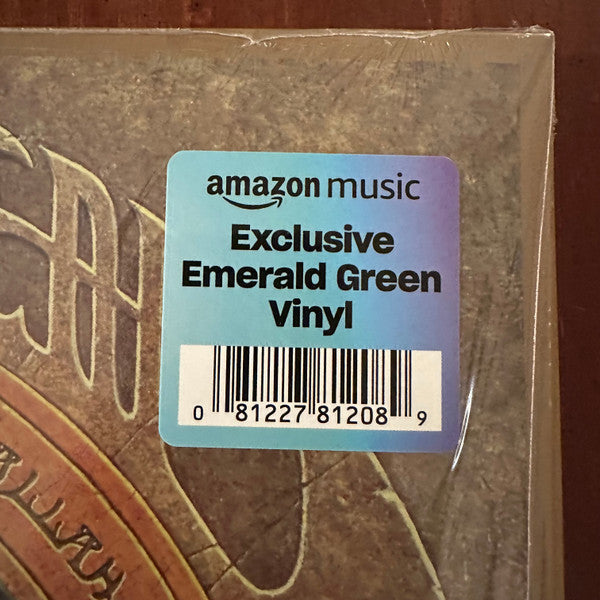 amazon music
Exclusive
Emerald Green
Vinyl
0 81227 81208 9